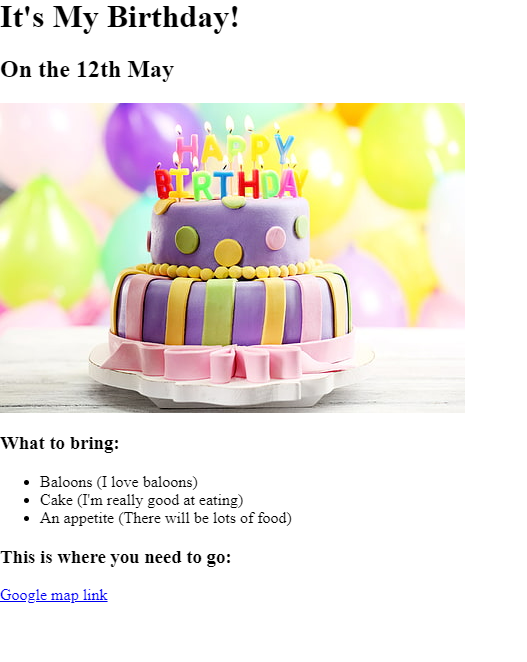 It's My Birthday!
On the 12th May
HAPPY
BIRTHDAY
What to bring:
Baloons (I love baloons)
Cake (I'm really good at eating)
An appetite (There will be lots of food)
This is where you need to go:
Google map link